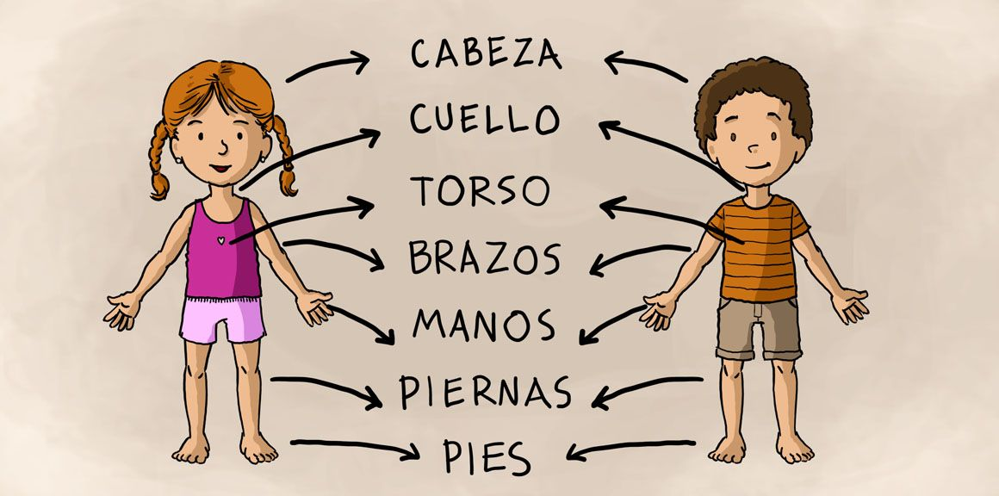 CABEZA
CUELLO
TORSO
BRAZOS
MANOS
PIERNAS
PIES